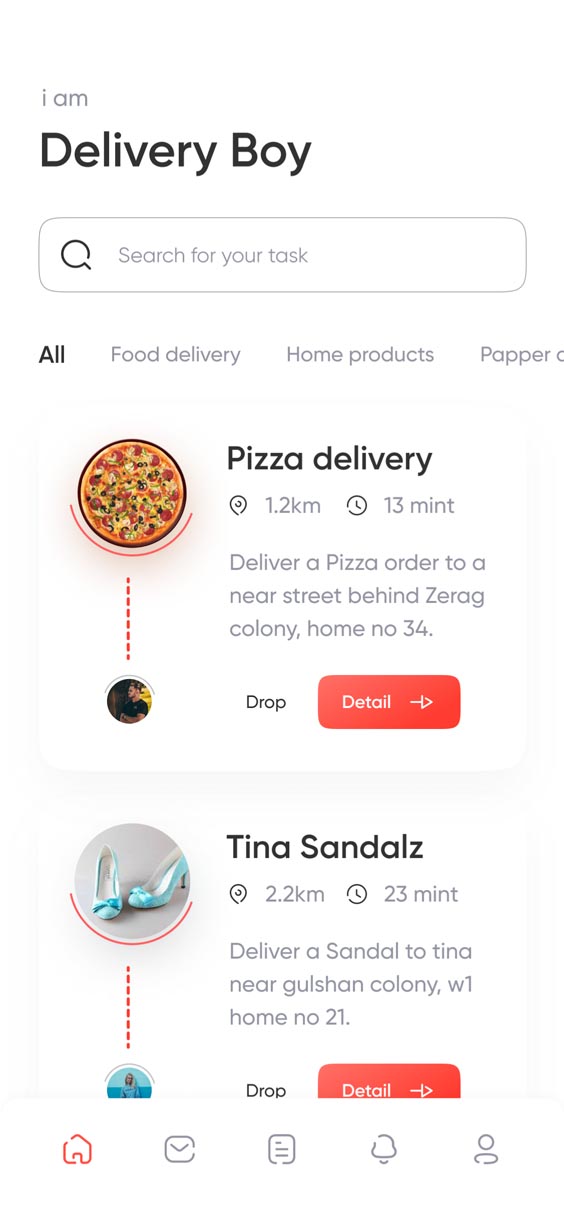 i am
Delivery Boy
Search for your task
All Food delivery Home products Papper
Pizza delivery
1.2km 13 mint
Deliver a Pizza order to a
near street behind Zerag
colony, home no 34.
Drop Detail
Tina Sandalz
2.2km 23 mint
Deliver a Sandal to tina
near gulshan colony, w1
home no 21.
Drop Detail